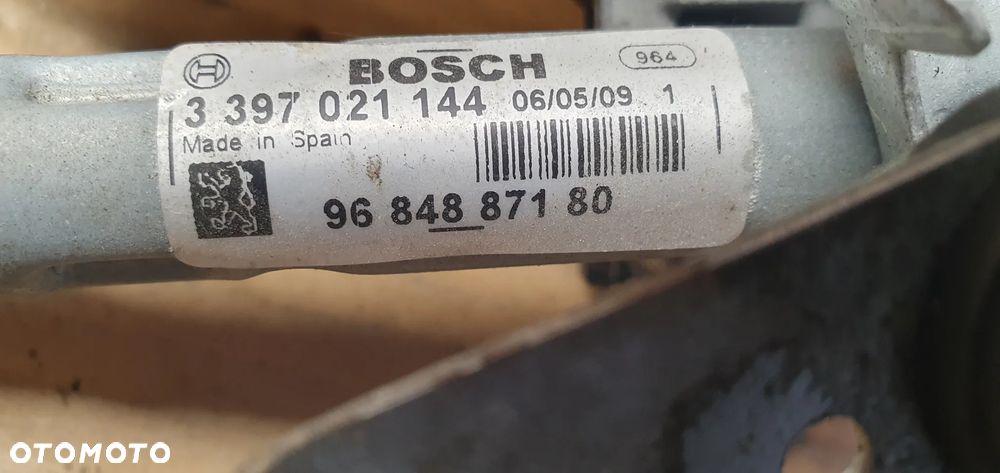 BOSCH 964
3 397 021 144 06/05/09 1
Made in Spain
96 848 871 80
OTOMOTO